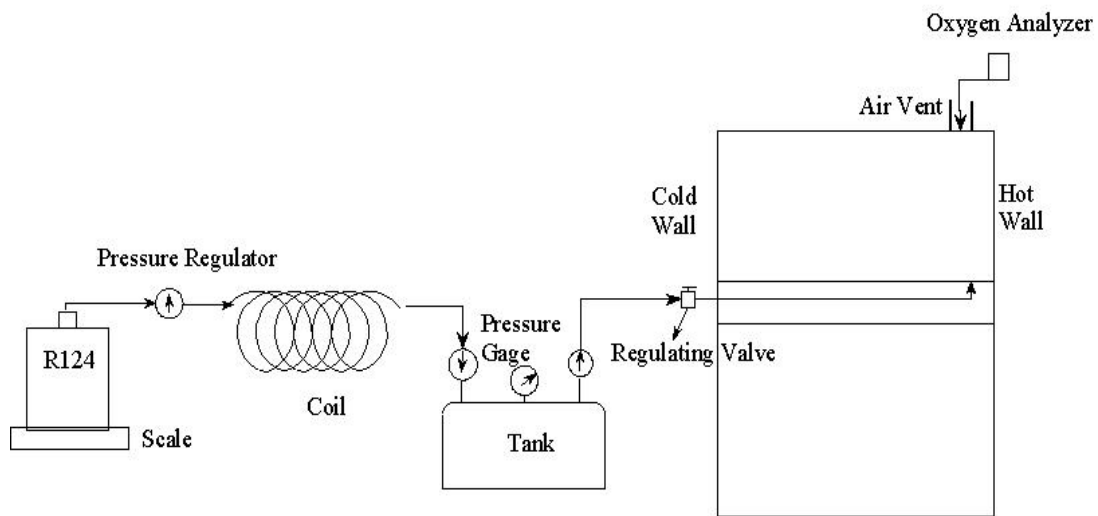 Oxygen Analyzer
Air Vent
Cold
Wall
Hot
Wall
Pressure Regulator
Pressure
Gage
Regulating Valve
R124
Coil
Scale
Tank